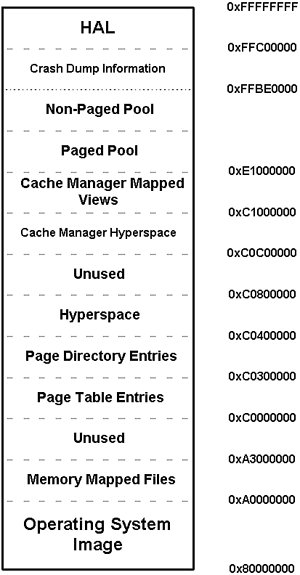 0xFFFFFFFF
HAL
0xFFC00000
Crash Dump Information
0xFFBE0000
Non-Paged Pool
Paged Pool
0xE1000000
Cache Manager Mapped
Views
0xC1000000
Cache Manager Hyperspace
0xC0C00000
Unused
0xC0800000
Hyperspace
0xC0400000
Page Directory Entries
0xC0300000
Page Table Entries
0xC0000000
Unused
0xA3000000
Memory Mapped Files
0xA0000000
Operating System
Image
0x80000000